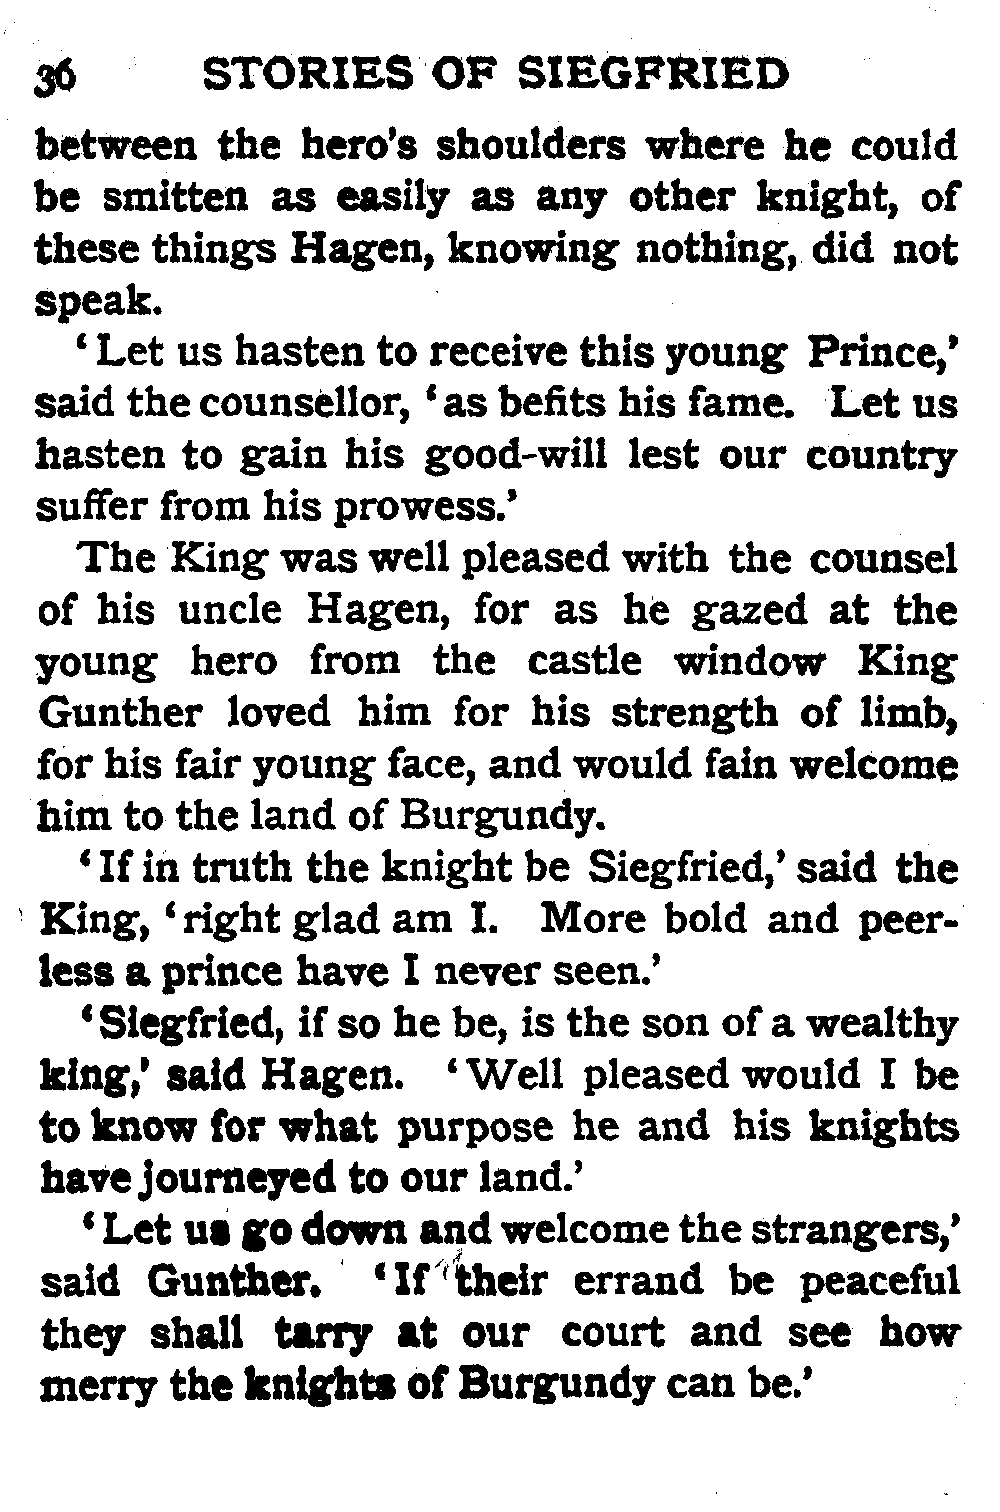 36 STORIES OF SIEGFRIED
between the hero's shoulders where he could
be smitten as easily as any other knight, of
these things Hagen, knowing nothing, did not
speak.
‘Let us hasten to receive this young Prince,’
said the counsellor, ‘as befits his fame. Let us
hasten to gain his good-will lest our country
suffer from his prowess.’
The King was well pleased with the counsel
of his uncle Hagen, for as he gazed at the
young hero from the castle window King
Gunther loved him for his strength of limb,
for his fair young face, and would fain welcome
him to the land of Burgundy.
‘If in truth the knight be Siegfried,’ said the
King, ‘right glad am I. More bold and peer-
less a prince have I never seen.’
‘Siegfried, if so he be, is the son of a wealthy
king,’ said Hagen. ‘Well pleased would I be
to know for what purpose he and his knights
have journeyed to our land.’
‘Let us go down and welcome the strangers,’
said Gunther. ‘If their errand be peaceful
they shall tarry at our court and see how
merry the knights of Burgundy can be.’